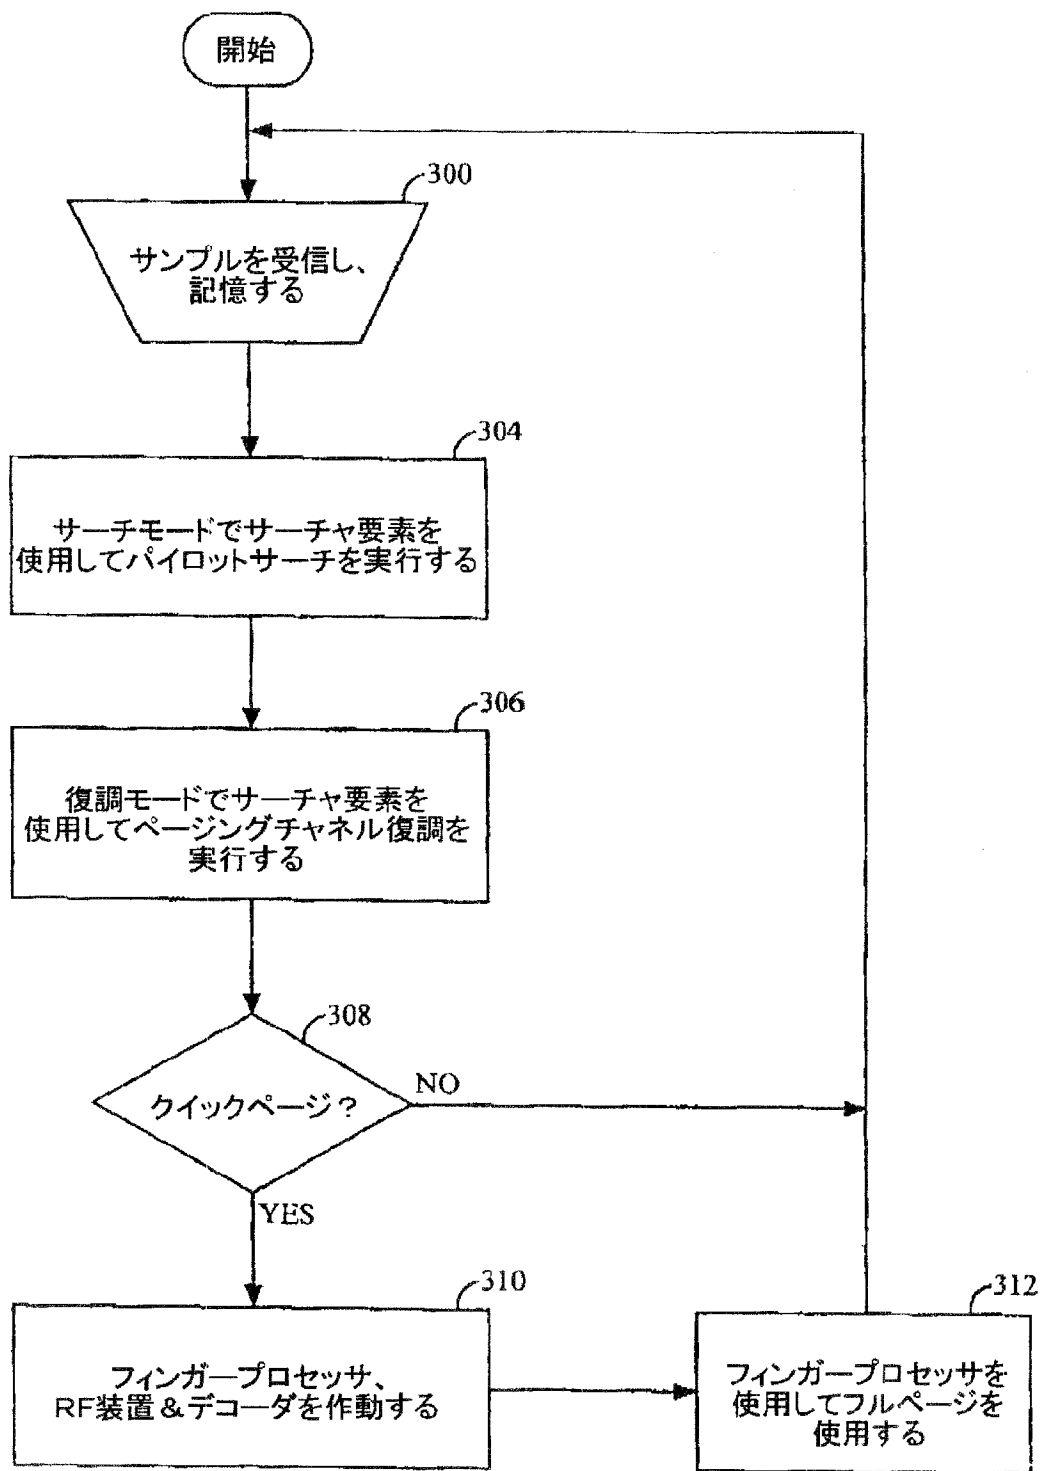 開始
300
サンプルを受信し、
記憶する
304
サーチモードでサーチャ要素を
使用してパイロットサーチを実行する
306
復調モードでサーチャ要素を
使用してページングチャネル復調を
実行する
308
クイックページ？
NO
YES
310
フィンガープロセッサ、
RF装置＆デコーダを作動する
312
フィンガープロセッサを
使用してフルページを
使用する